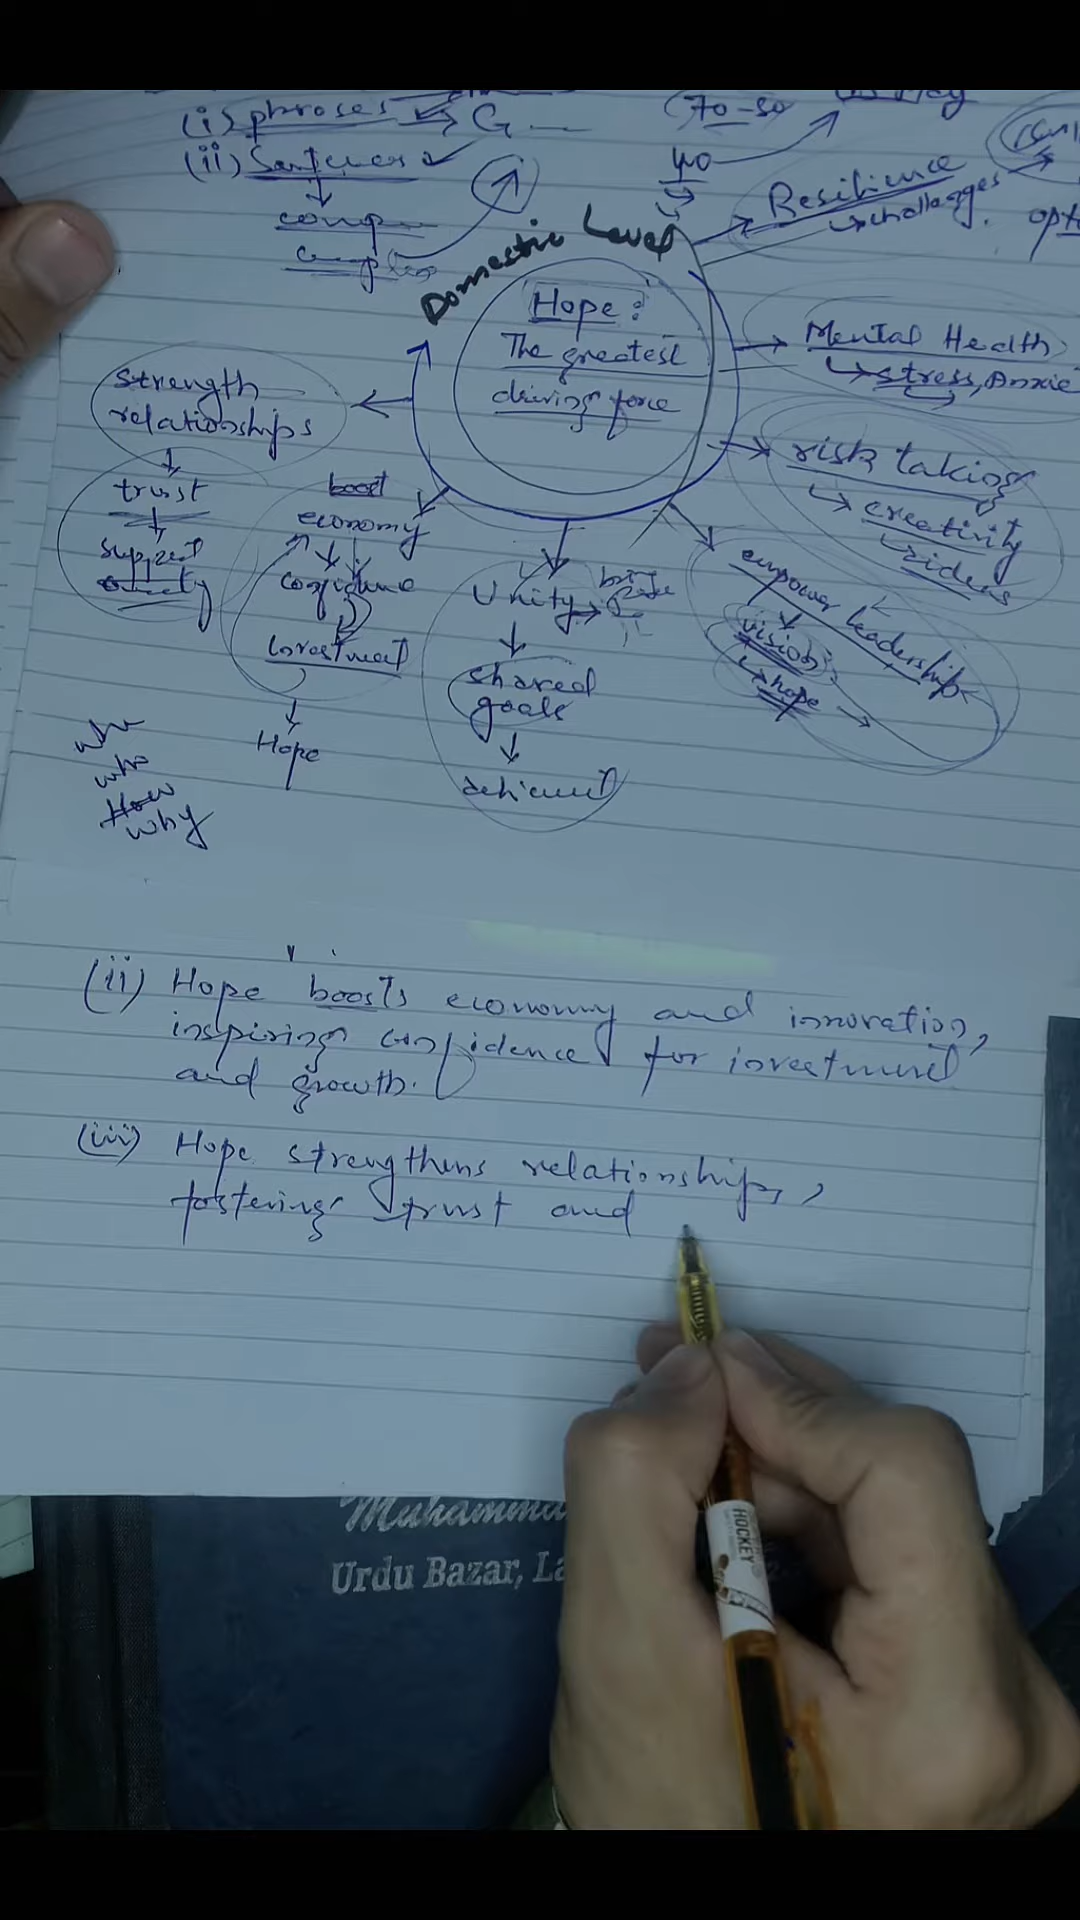 (i) phrases
(ii) Sentences
(70-80
40
Resilience
challenges.
Domestic Level
Hope:
The greatest
driving force
Mental Health
stress, Anxie
risk taking
creativity
ideas
empower leadership
vision
hope
Unity
shared
goals
boost
economy
confidence
Investment
Hope
strength
relationships
trust
support
who
How
why
(ii) Hope boosts economy and innovation,
inspiring confidence for investment
and growth.
(iii) Hope strengthens relationships,
fostering trust and
Urdu Bazar, La
HOCKEY